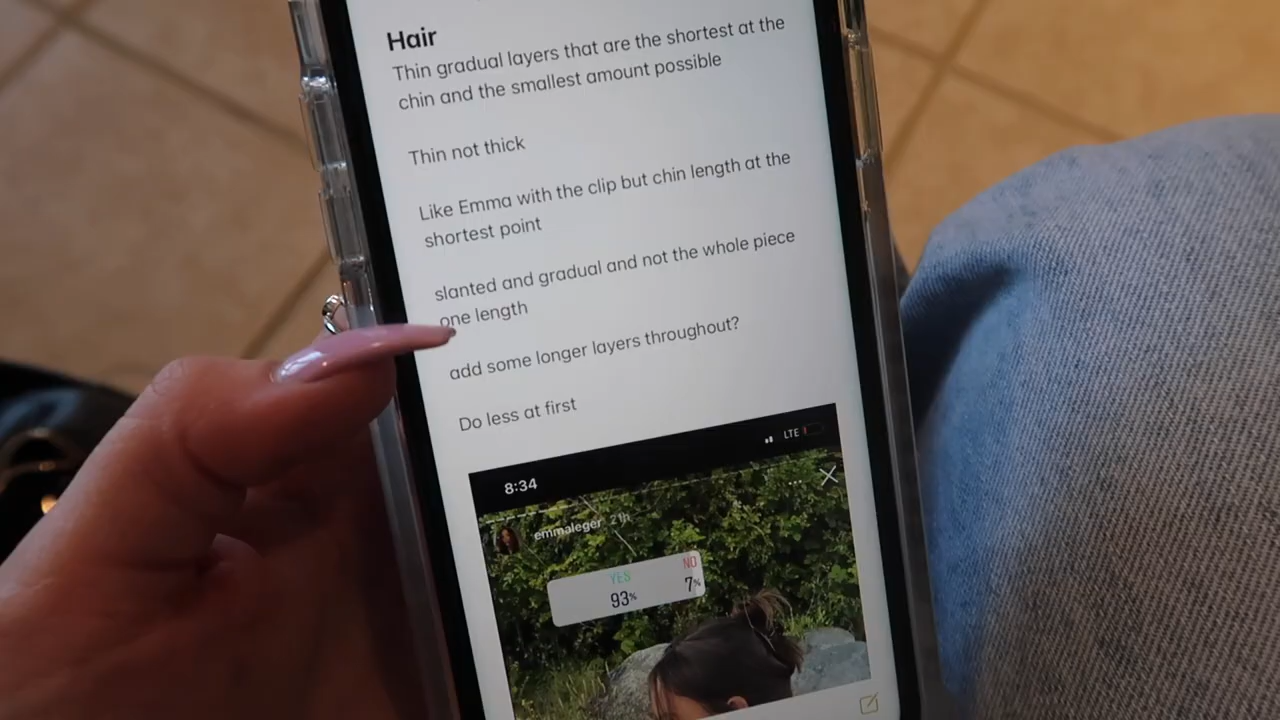 Hair
Thin gradual layers that are the shortest at the
chin and the smallest amount possible
Thin not thick
Like Emma with the clip but chin length at the
shortest point
slanted and gradual and not the whole piece
one length
add some longer layers throughout?
Do less at first
8:34
LTE
emmaleger 21h
YES NO
93% 7%